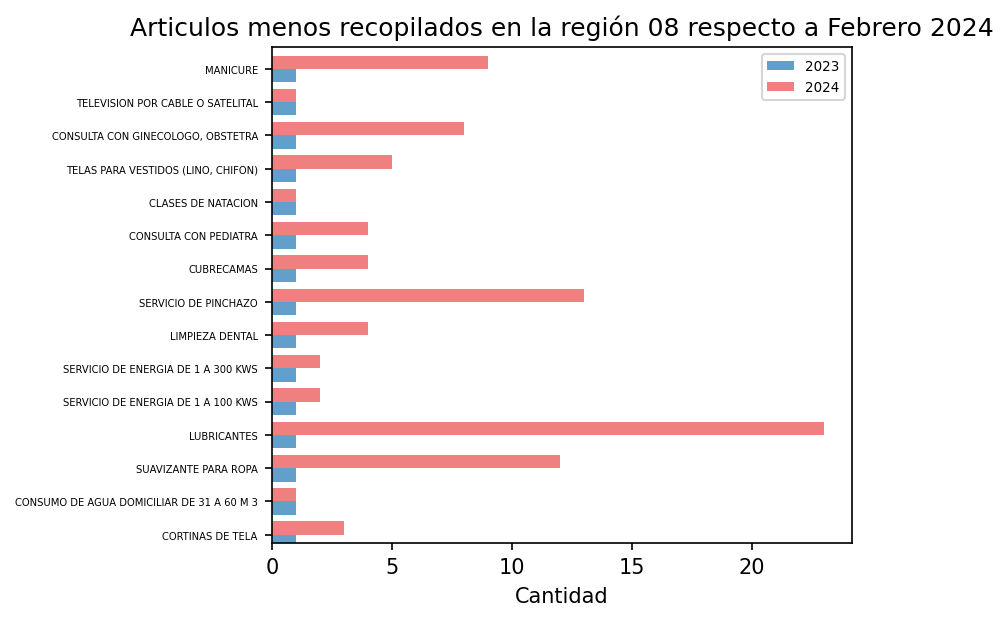 Articulos menos recopilados en la región 08 respecto a Febrero 2024
2023
2024
MANICURE
TELEVISION POR CABLE O SATELITAL
CONSULTA CON GINECOLOGO, OBSTETRA
TELAS PARA VESTIDOS (LINO, CHIFON)
CLASES DE NATACION
CONSULTA CON PEDIATRA
CUBRECAMAS
SERVICIO DE PINCHAZO
LIMPIEZA DENTAL
SERVICIO DE ENERGIA DE 1 A 300 KWS
SERVICIO DE ENERGIA DE 1 A 100 KWS
LUBRICANTES
SUAVIZANTE PARA ROPA
CONSUMO DE AGUA DOMICILIAR DE 31 A 60 M 3
CORTINAS DE TELA
0 5 10 15 20
Cantidad